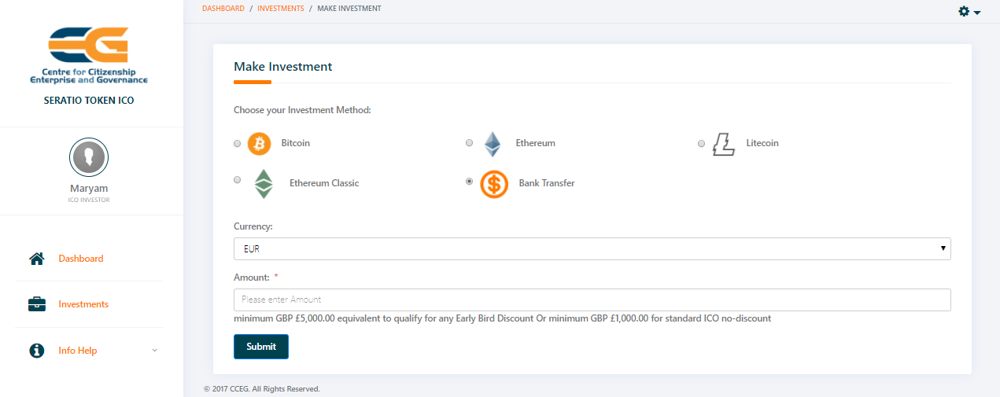 DASHBOARD / INVESTMENTS / MAKE INVESTMENT
Centre for Citizenship
Enterprise and Governance
SERATIO TOKEN ICO
Maryam
ICO INVESTOR
Dashboard
Investments
Info Help
Make Investment
Choose your Investment Method:
Bitcoin
Ethereum
Litecoin
Ethereum Classic
Bank Transfer
Currency:
EUR
Amount: *
Please enter Amount
minimum GBP £5,000.00 equivalent to qualify for any Early Bird Discount Or minimum GBP £1,000.00 for standard ICO no-discount
Submit
© 2017 CCEG. All Rights Reserved.